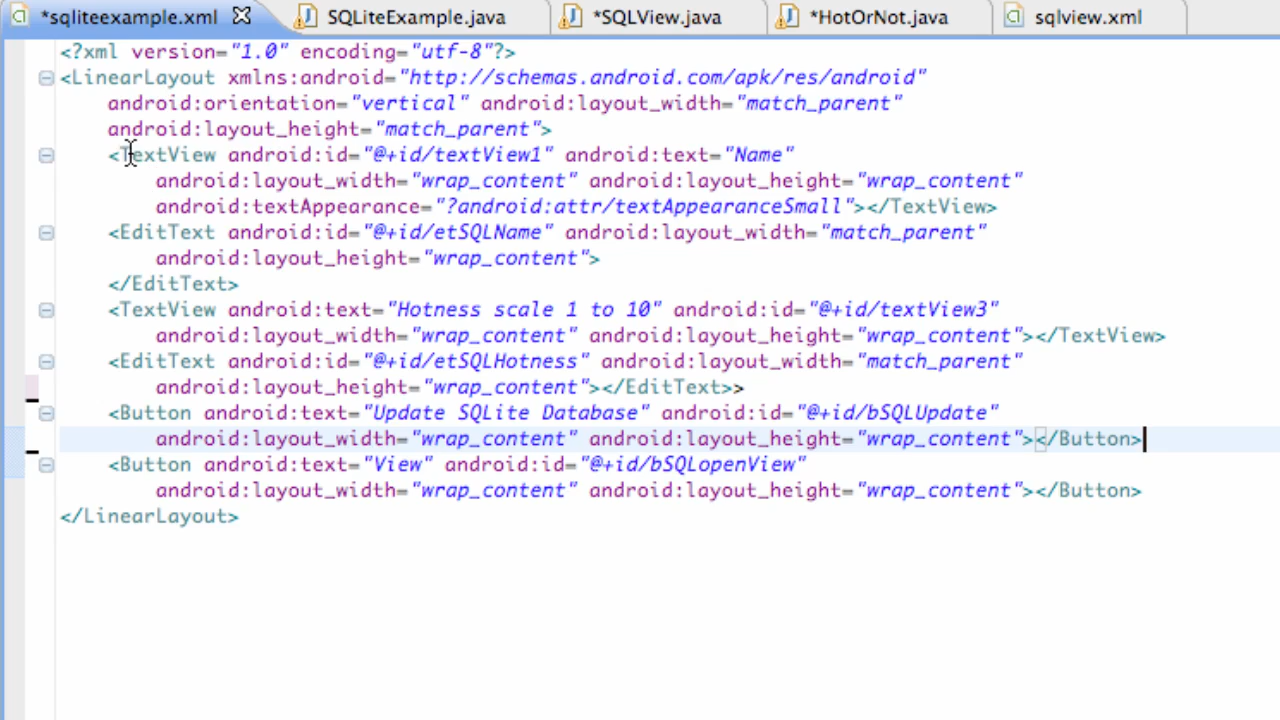 *sqliteexample.xml SQLiteExample.java *SQLView.java *HotOrNot.java sqlview.xml
<?xml version="1.0" encoding="utf-8"?>
<LinearLayout xmlns:android="http://schemas.android.com/apk/res/android"
android:orientation="vertical" android:layout_width="match_parent"
android:layout_height="match_parent">
<TextView android:id="@+id/textView1" android:text="Name"
android:layout_width="wrap_content" android:layout_height="wrap_content"
android:textAppearance="?android:attr/textAppearanceSmall"></TextView>
<EditText android:id="@+id/etSQLName" android:layout_width="match_parent"
android:layout_height="wrap_content">
</EditText>
<TextView android:text="Hotness scale 1 to 10" android:id="@+id/textView3"
android:layout_width="wrap_content" android:layout_height="wrap_content"></TextView>
<EditText android:id="@+id/etSQLHotness" android:layout_width="match_parent"
android:layout_height="wrap_content"></EditText>>
<Button android:text="Update SQLite Database" android:id="@+id/bSQLUpdate"
android:layout_width="wrap_content" android:layout_height="wrap_content"></Button>
<Button android:text="View" android:id="@+id/bSQLopenView"
android:layout_width="wrap_content" android:layout_height="wrap_content"></Button>
</LinearLayout>